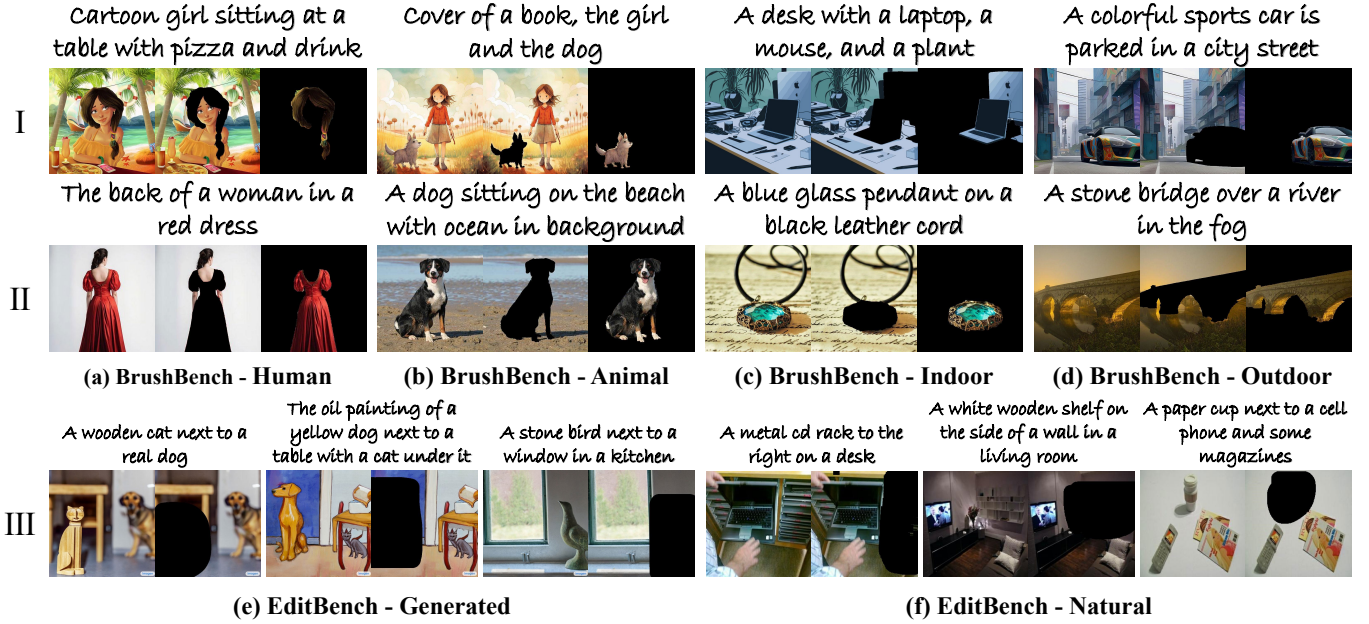 Cartoon girl sitting at a
table with pizza and drink
Cover of a book, the girl
and the dog
A desk with a laptop, a
mouse, and a plant
A colorful sports car is
parked in a city street
I
The back of a woman in a
red dress
A dog sitting on the beach
with ocean in background
A blue glass pendant on a
black leather cord
A stone bridge over a river
in the fog
II
(a) BrushBench - Human
(b) BrushBench - Animal
(c) BrushBench - Indoor
(d) BrushBench - Outdoor
A wooden cat next to a
real dog
The oil painting of a
yellow dog next to a
table with a cat under it
A stone bird next to a
window in a kitchen
A metal cd rack to the
right on a desk
A white wooden shelf on
the side of a wall in a
living room
A paper cup next to a cell
phone and some
magazines
III
(e) EditBench - Generated
(f) EditBench - Natural